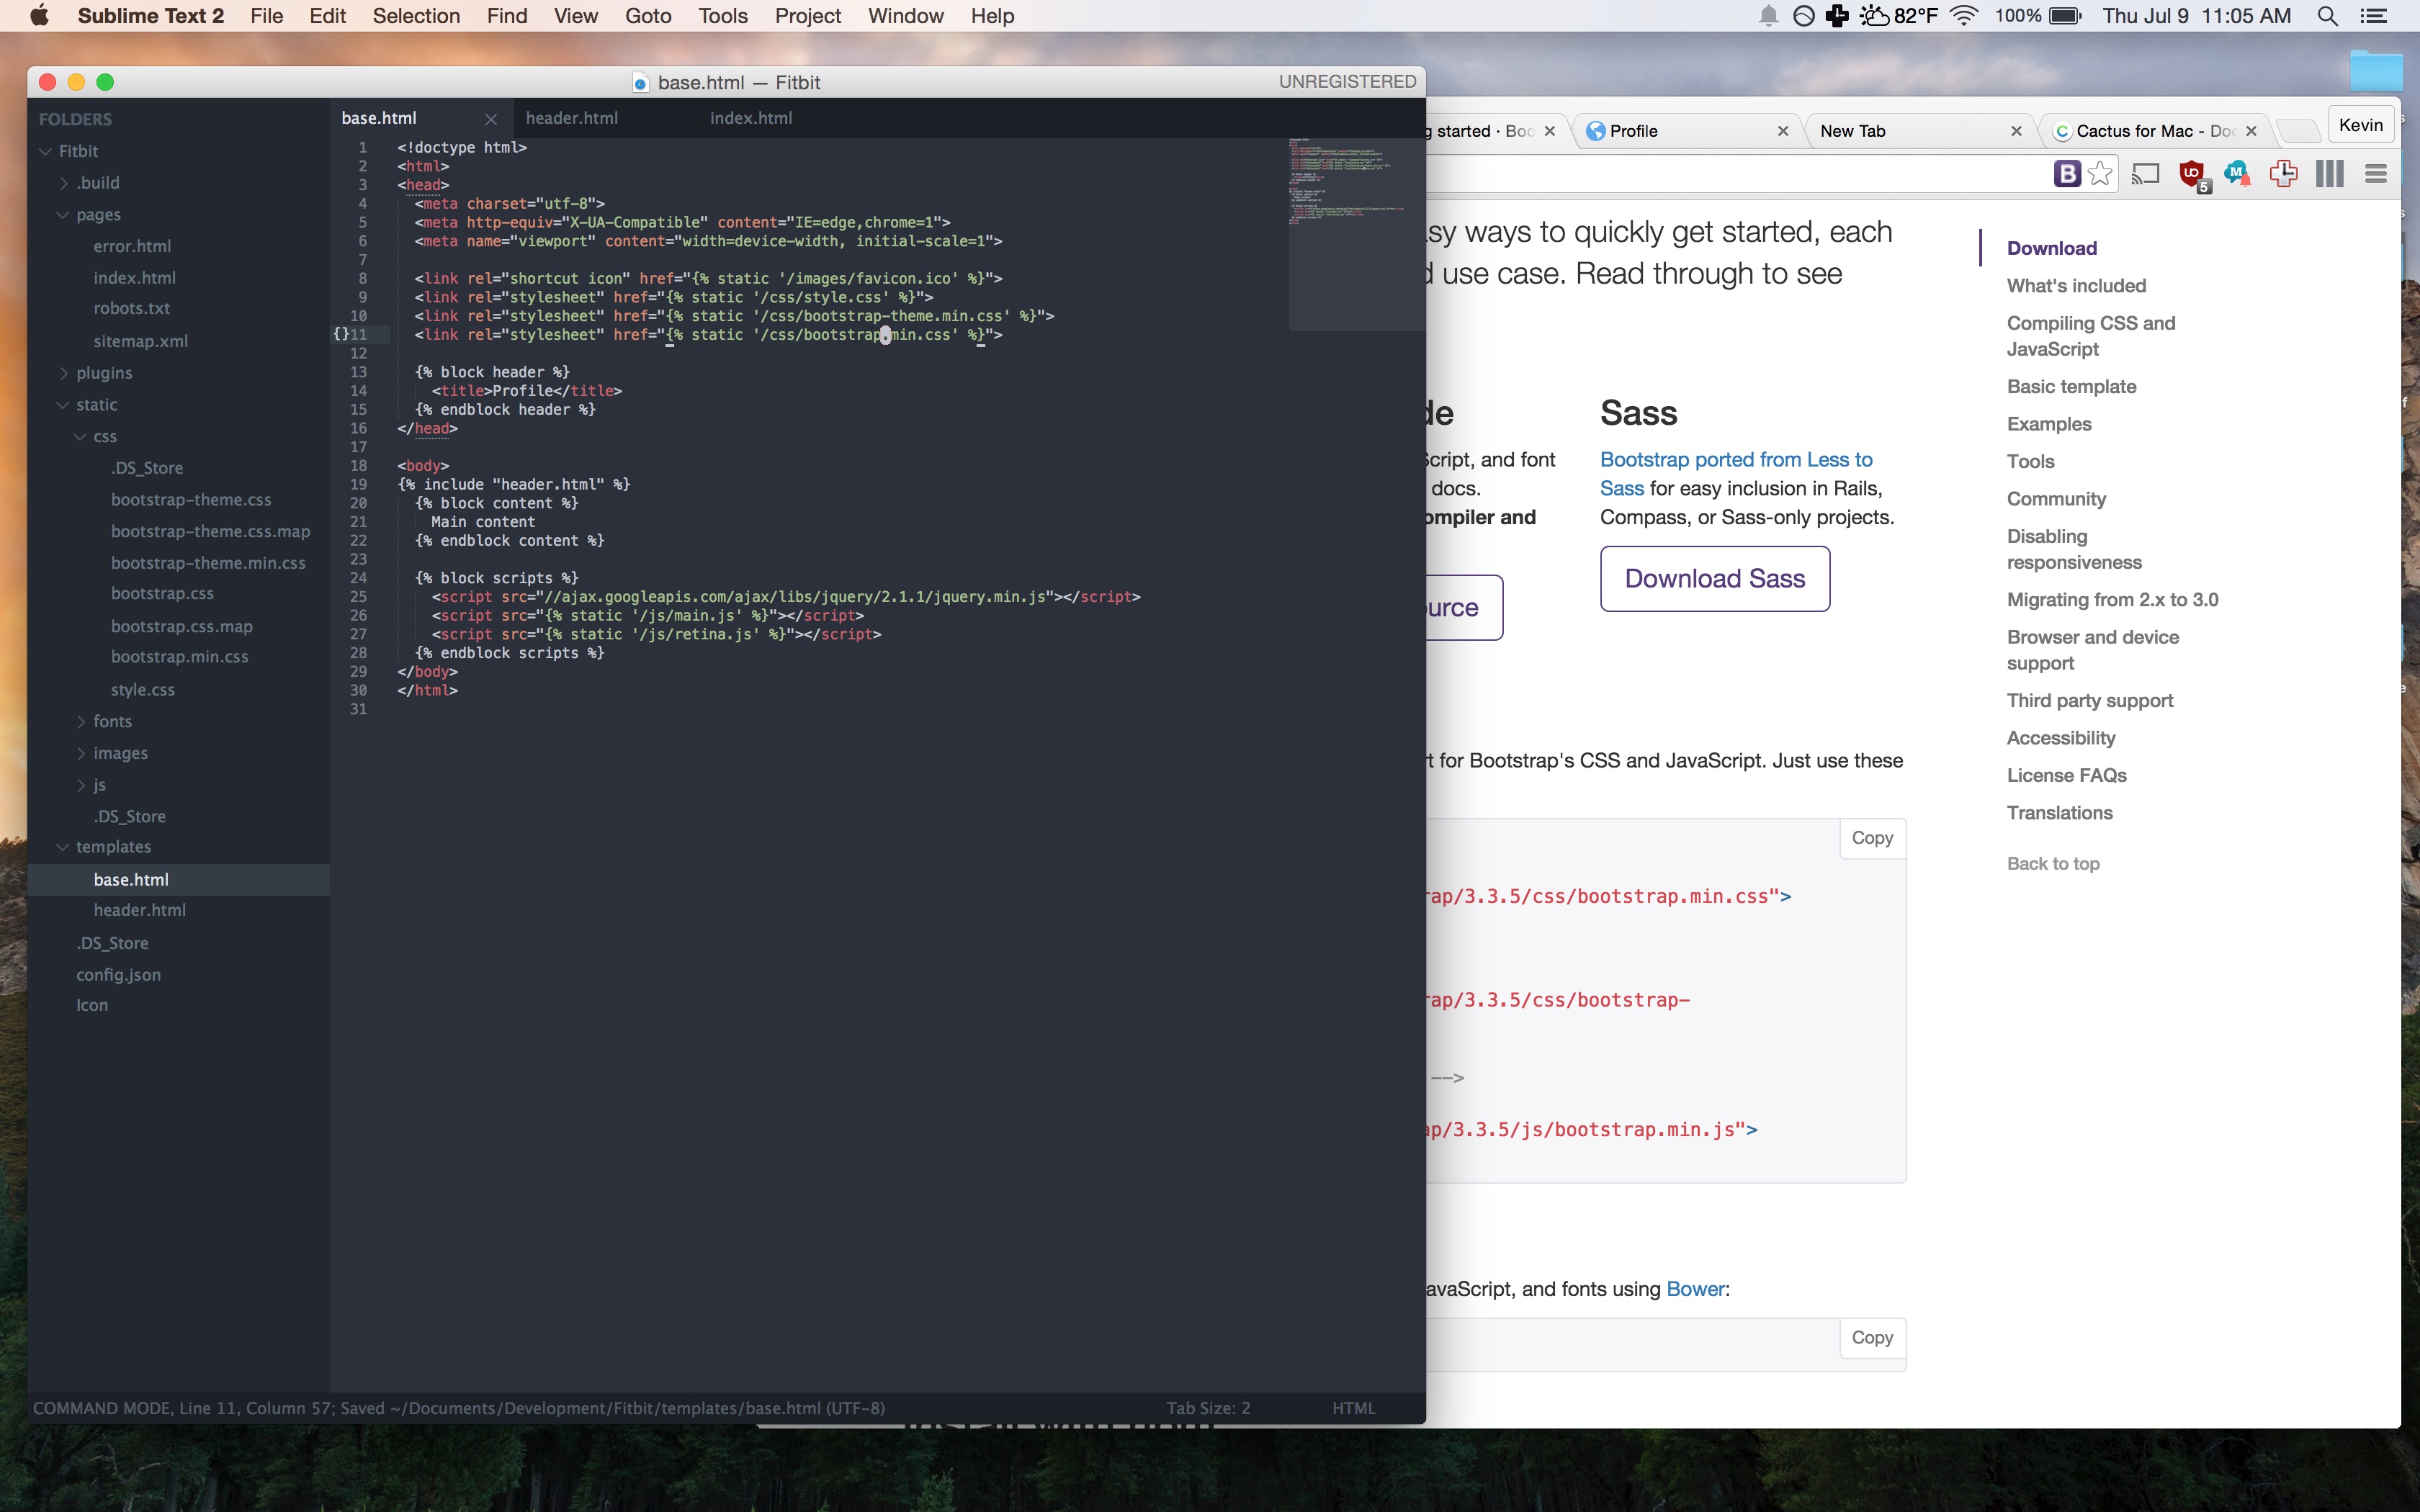 Sublime Text 2 File Edit Selection Find View Goto Tools Project Window Help
82°F 100% Thu Jul 9 11:05 AM
base.html — Fitbit
UNREGISTERED
FOLDERS
Fitbit
.build
pages
error.html
index.html
robots.txt
sitemap.xml
plugins
static
css
.DS_Store
bootstrap-theme.css
bootstrap-theme.css.map
bootstrap-theme.min.css
bootstrap.css
bootstrap.css.map
bootstrap.min.css
style.css
fonts
images
js
.DS_Store
templates
base.html
header.html
.DS_Store
config.json
Icon
base.html header.html index.html
1 <!doctype html>
2 <html>
3 <head>
4 <meta charset="utf-8">
5 <meta http-equiv="X-UA-Compatible" content="IE=edge,chrome=1">
6 <meta name="viewport" content="width=device-width, initial-scale=1">
7
8 <link rel="shortcut icon" href="{% static '/images/favicon.ico' %}">
9 <link rel="stylesheet" href="{% static '/css/style.css' %}">
10 <link rel="stylesheet" href="{% static '/css/bootstrap-theme.min.css' %}">
{}11 <link rel="stylesheet" href="{% static '/css/bootstrap.min.css' %}">
12
13 {% block header %}
14 <title>Profile</title>
15 {% endblock header %}
16 </head>
17
18 <body>
19 {% include "header.html" %}
20 {% block content %}
21 Main content
22 {% endblock content %}
23
24 {% block scripts %}
25 <script src="//ajax.googleapis.com/ajax/libs/jquery/2.1.1/jquery.min.js"></script>
26 <script src="{% static '/js/main.js' %}"></script>
27 <script src="{% static '/js/retina.js' %}"></script>
28 {% endblock scripts %}
29 </body>
30 </html>
31
COMMAND MODE, Line 11, Column 57; Saved ~/Documents/Development/Fitbit/templates/base.html (UTF-8)
Tab Size: 2
HTML
g started · Boo
Profile
New Tab
Cactus for Mac - Doc
Kevin
B
5
sy ways to quickly get started, each
d use case. Read through to see
de
Script, and font
docs.
ompiler and
urce
Sass
Bootstrap ported from Less to
Sass for easy inclusion in Rails,
Compass, or Sass-only projects.
Download Sass
t for Bootstrap's CSS and JavaScript. Just use these
Copy
rap/3.3.5/css/bootstrap.min.css">
rap/3.3.5/css/bootstrap-
-->
ap/3.3.5/js/bootstrap.min.js">
avaScript, and fonts using Bower:
Copy
Download
What's included
Compiling CSS and
JavaScript
Basic template
Examples
Tools
Community
Disabling
responsiveness
Migrating from 2.x to 3.0
Browser and device
support
Third party support
Accessibility
License FAQs
Translations
Back to top